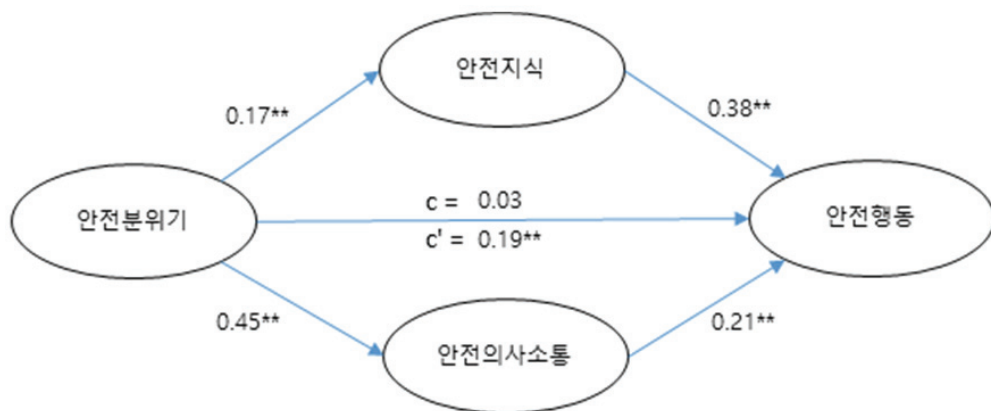 안전지식
0.17**
0.38**
안전분위기
c = 0.03
c' = 0.19**
안전행동
0.45**
0.21**
안전의사소통